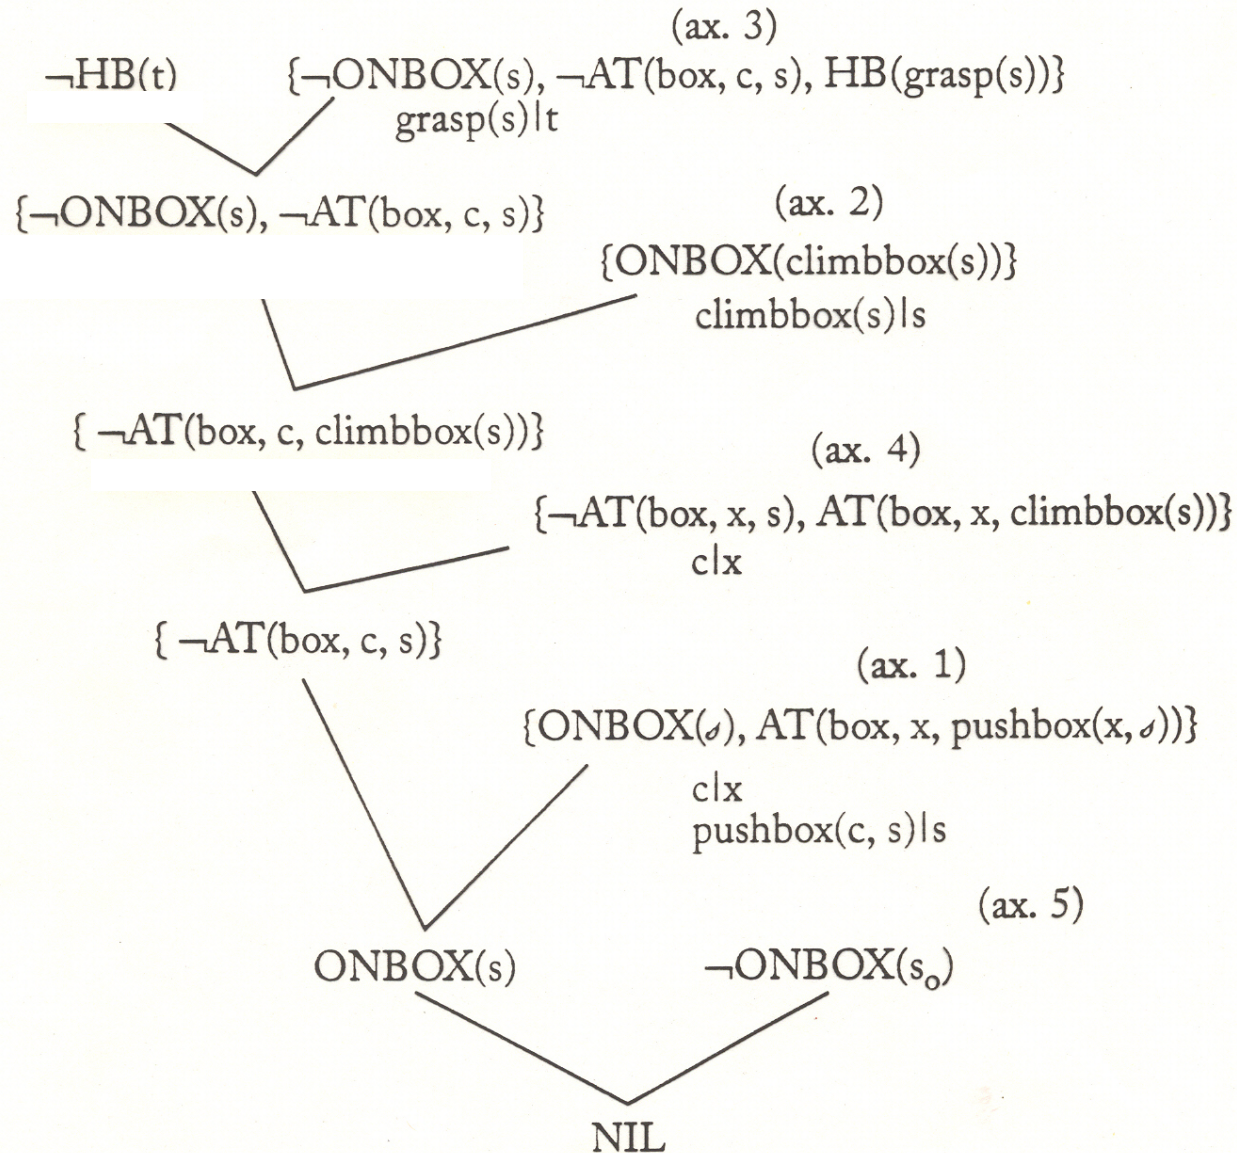 (ax. 3)
¬HB(t) {¬ONBOX(s), ¬AT(box, c, s), HB(grasp(s))}
grasp(s)|t
{¬ONBOX(s), ¬AT(box, c, s)}
(ax. 2)
{ONBOX(climbbox(s))}
climbbox(s)|s
{ ¬AT(box, c, climbbox(s))}
(ax. 4)
{¬AT(box, x, s), AT(box, x, climbbox(s))}
c|x
{ ¬AT(box, c, s)}
(ax. 1)
{ONBOX(s), AT(box, x, pushbox(x, s))}
c|x
pushbox(c, s)|s
(ax. 5)
ONBOX(s) ¬ONBOX(s₀)
NIL